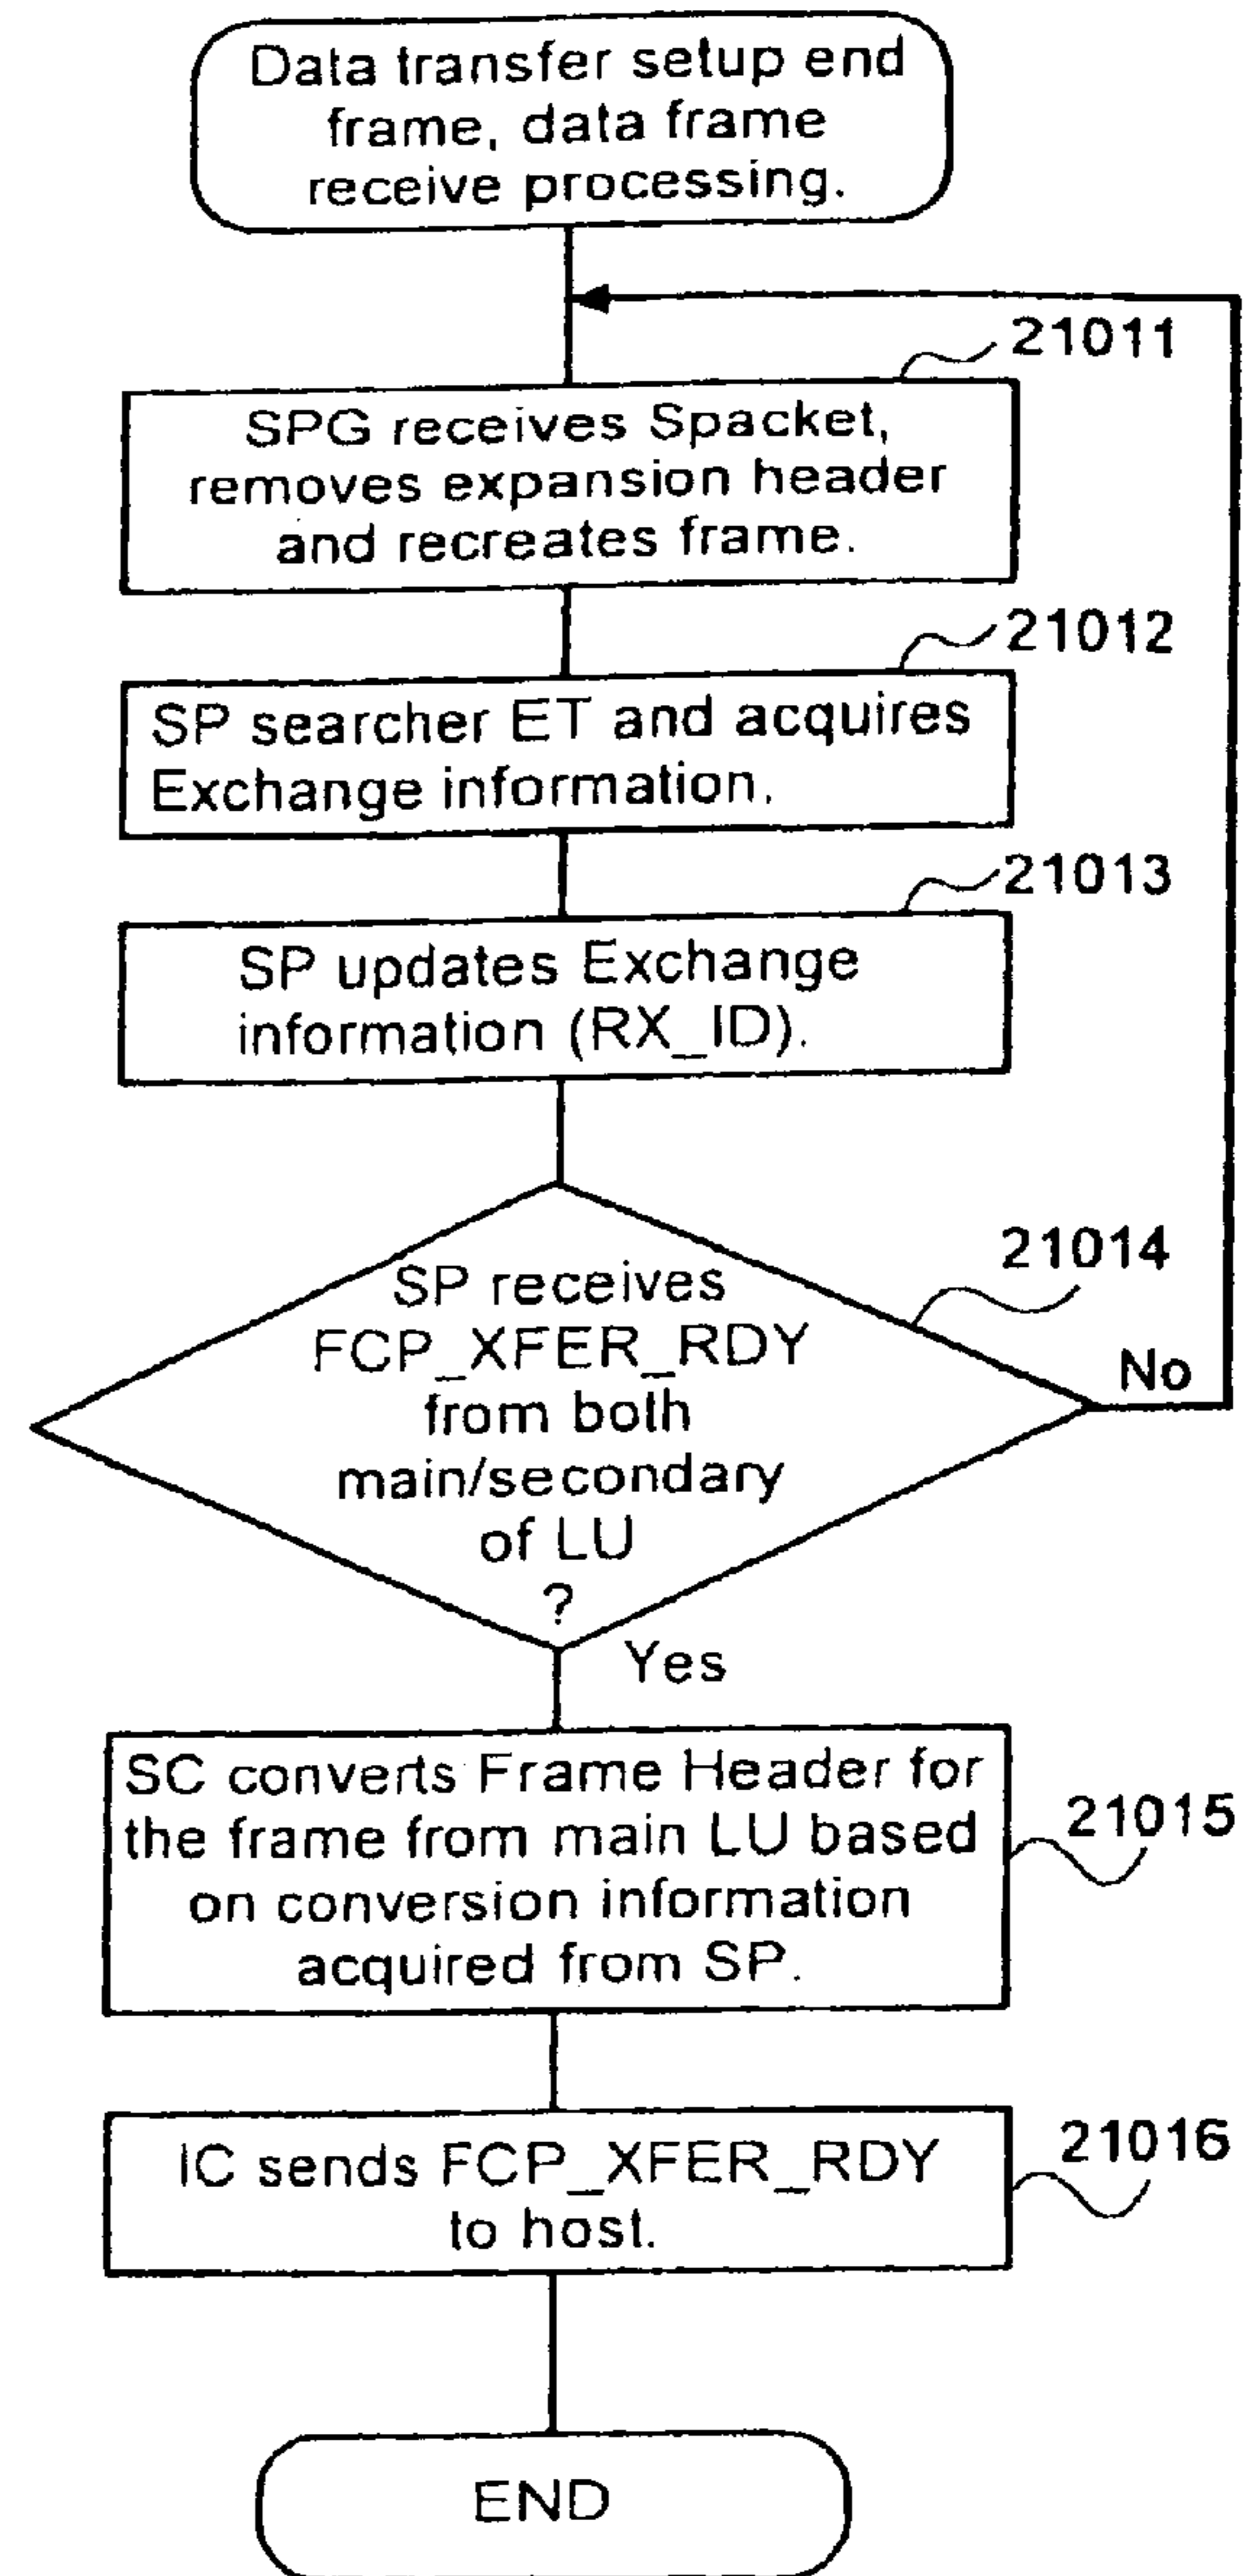 Data transfer setup end
frame, data frame
receive processing.
21011
SPG receives Spacket,
removes expansion header
and recreates frame.
21012
SP searcher ET and acquires
Exchange information.
21013
SP updates Exchange
information (RX_ID).
21014
SP receives
FCP_XFER_RDY
from both
main/secondary
of LU
?
No
Yes
SC converts Frame Header for
the frame from main LU based
on conversion information
acquired from SP.
21015
IC sends FCP_XFER_RDY
to host.
21016
END